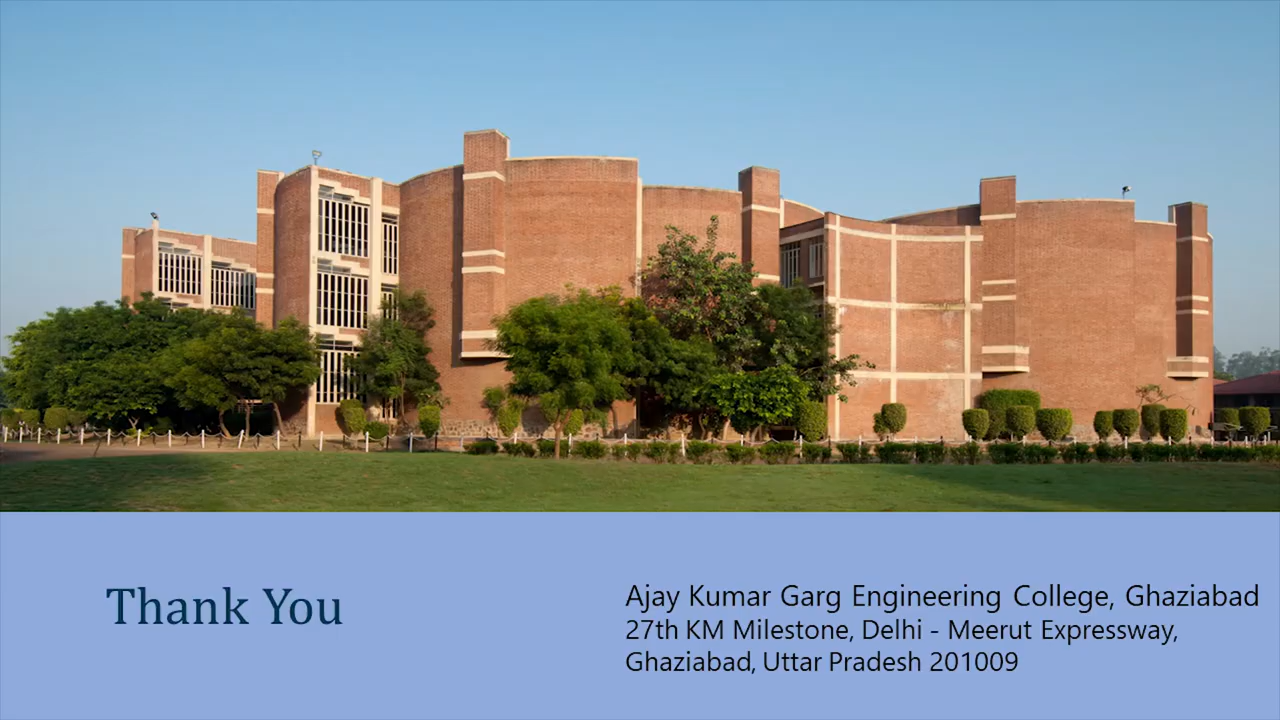 Thank You
Ajay Kumar Garg Engineering College, Ghaziabad
27th KM Milestone, Delhi - Meerut Expressway,
Ghaziabad, Uttar Pradesh 201009